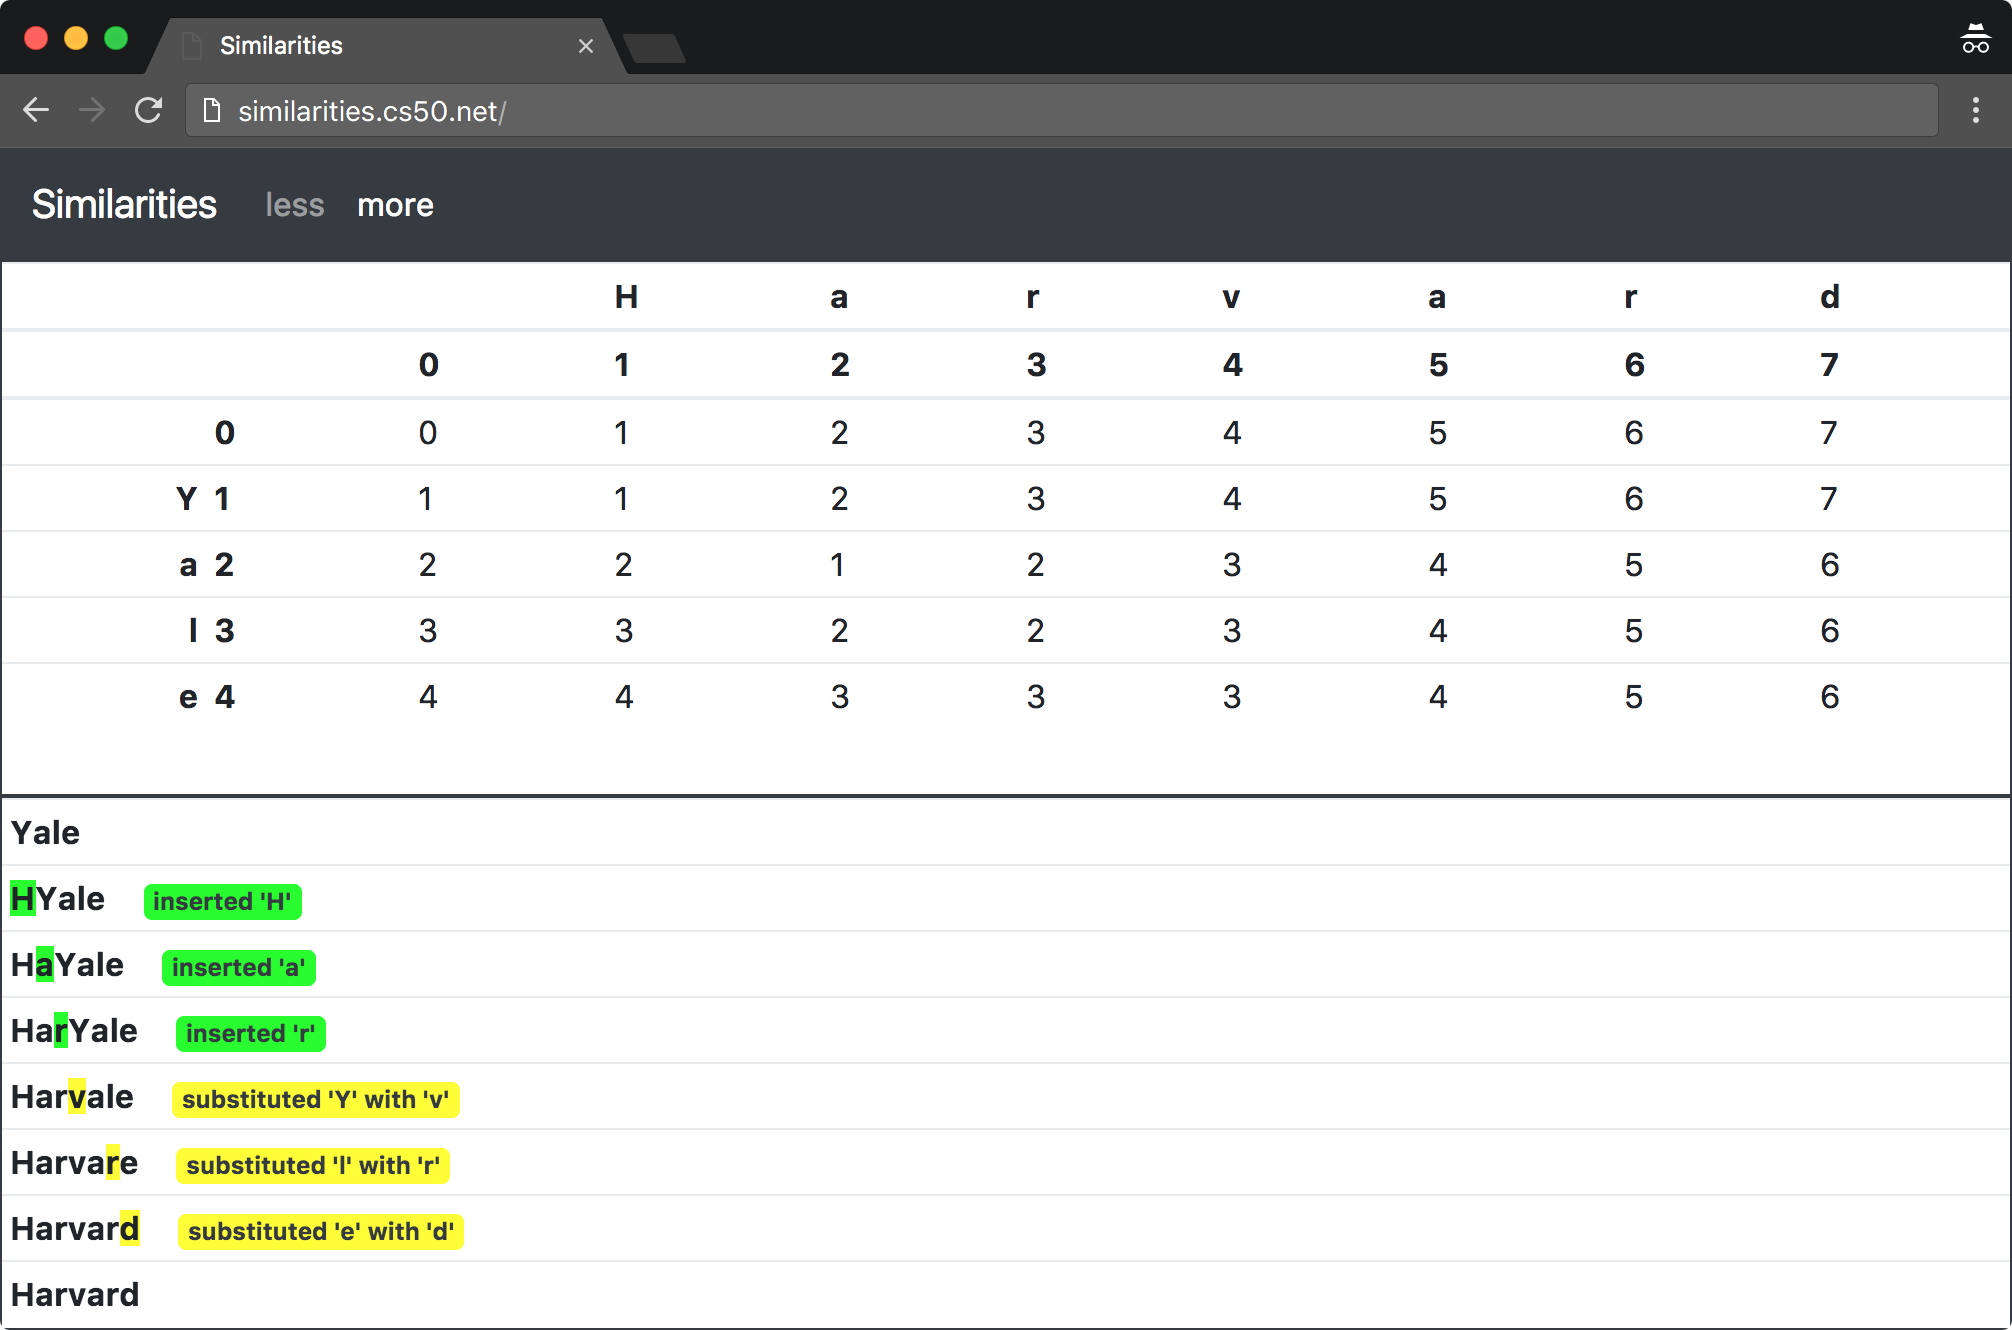 Similarities
similarities.cs50.net/
Similarities less more
H a r v a r d
0 1 2 3 4 5 6 7
0 0 1 2 3 4 5 6 7
Y 1 1 1 2 3 4 5 6 7
a 2 2 2 1 2 3 4 5 6
l 3 3 3 2 2 3 4 5 6
e 4 4 4 3 3 3 4 5 6
Yale
HYale inserted 'H'
HaYale inserted 'a'
HarYale inserted 'r'
Harvale substituted 'Y' with 'v'
Harvare substituted 'l' with 'r'
Harvard substituted 'e' with 'd'
Harvard